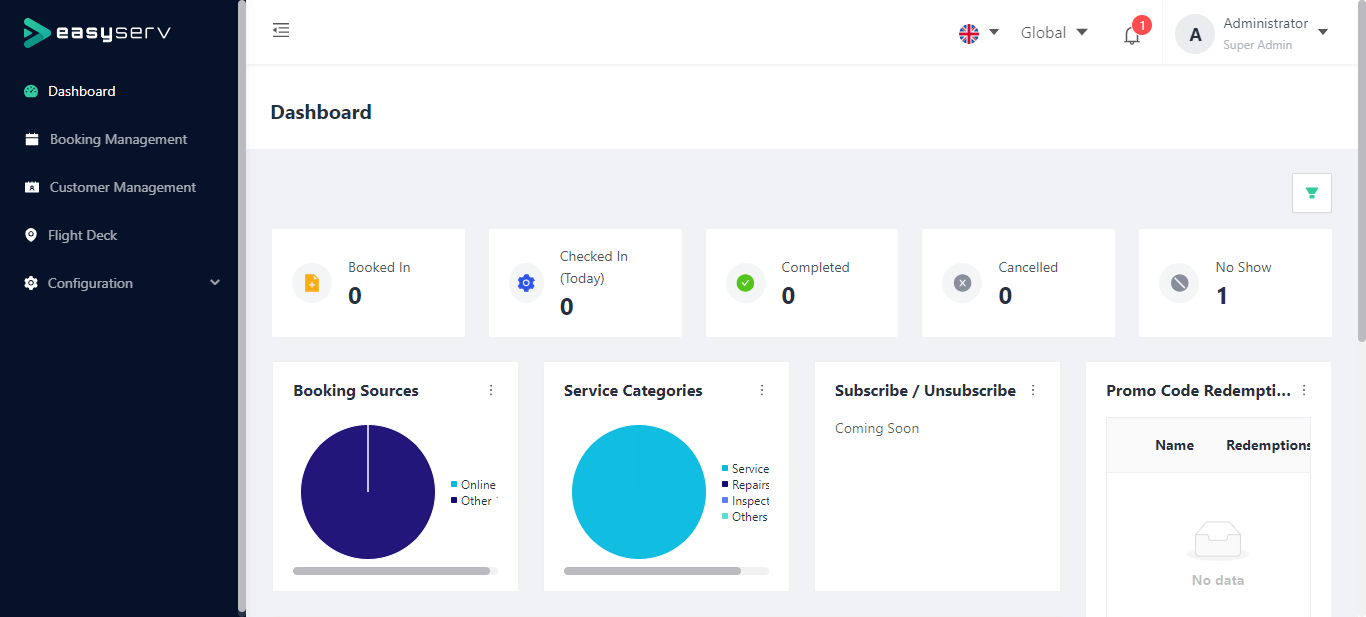 easyserv
Dashboard
Booking Management
Customer Management
Flight Deck
Configuration
Global
1
A
Administrator
Super Admin
Dashboard
Booked In
0
Checked In
(Today)
0
Completed
0
Cancelled
0
No Show
1
Booking Sources
Online
Other
Service Categories
Service
Repairs
Inspect
Others
Subscribe / Unsubscribe
Coming Soon
Promo Code Redempti...
Name Redemptions
No data